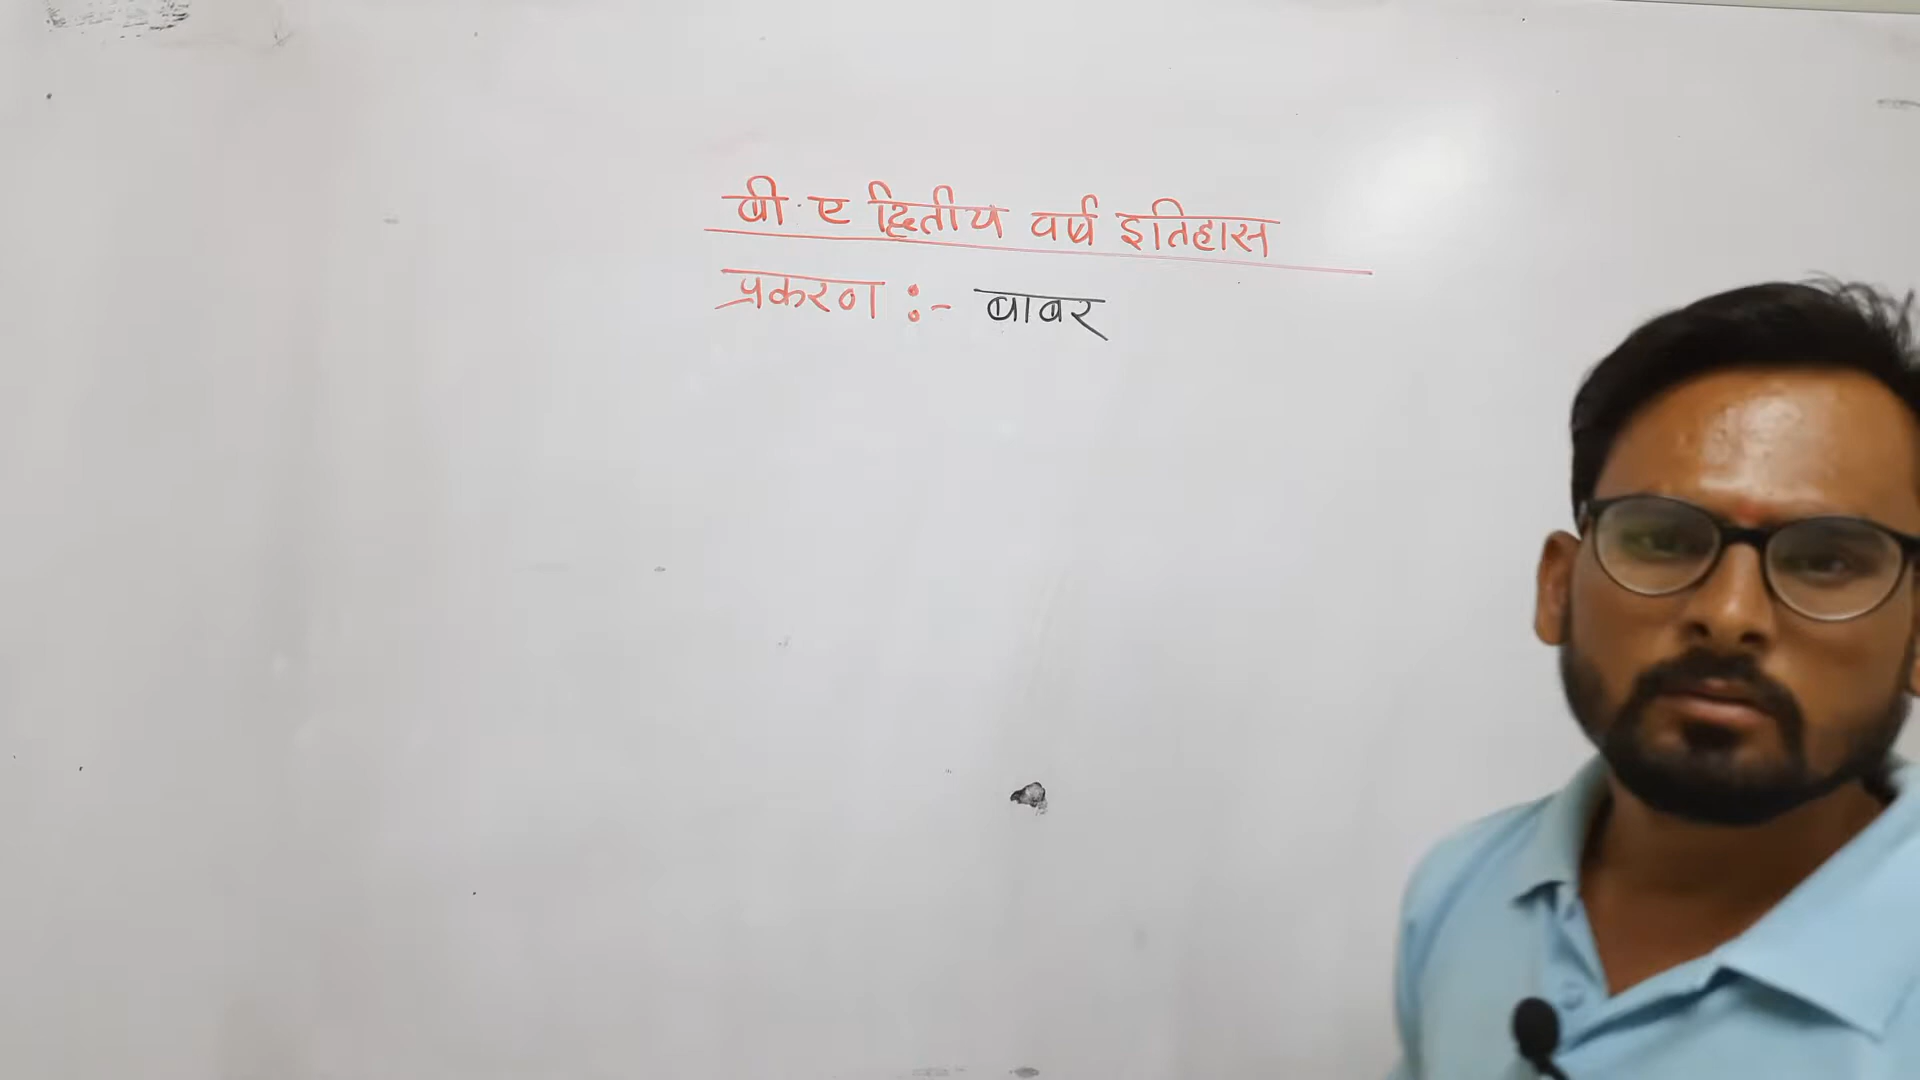 बी. ए द्वितीय वर्ष इतिहास
प्रकरण :- बाबर